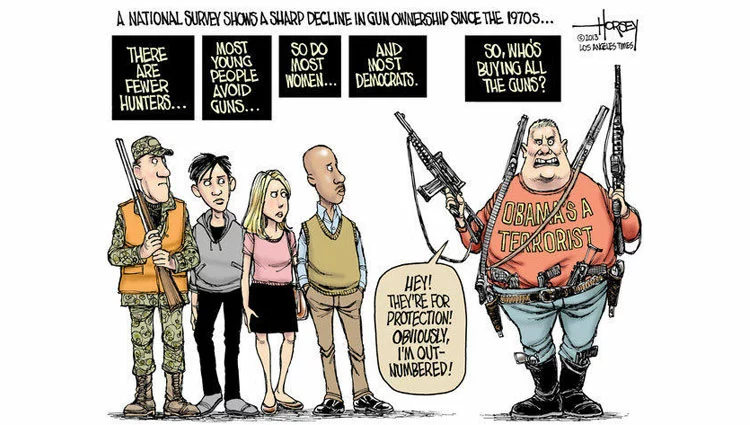 A NATIONAL SURVEY SHOWS A SHARP DECLINE IN GUN OWNERSHIP SINCE THE 1970s...
HORSEY
©2013
LOS ANGELES TIMES
THERE
ARE
FEWER
HUNTERS...
MOST
YOUNG
PEOPLE
AVOID
GUNS...
SO DO
MOST
WOMEN...
AND
MOST
DEMOCRATS.
SO, WHO'S
BUYING ALL
THE GUNS?
OBAMA'S A
TERRORIST
HEY!
THEY'RE FOR
PROTECTION!
OBVIOUSLY,
I'M OUT-
NUMBERED!